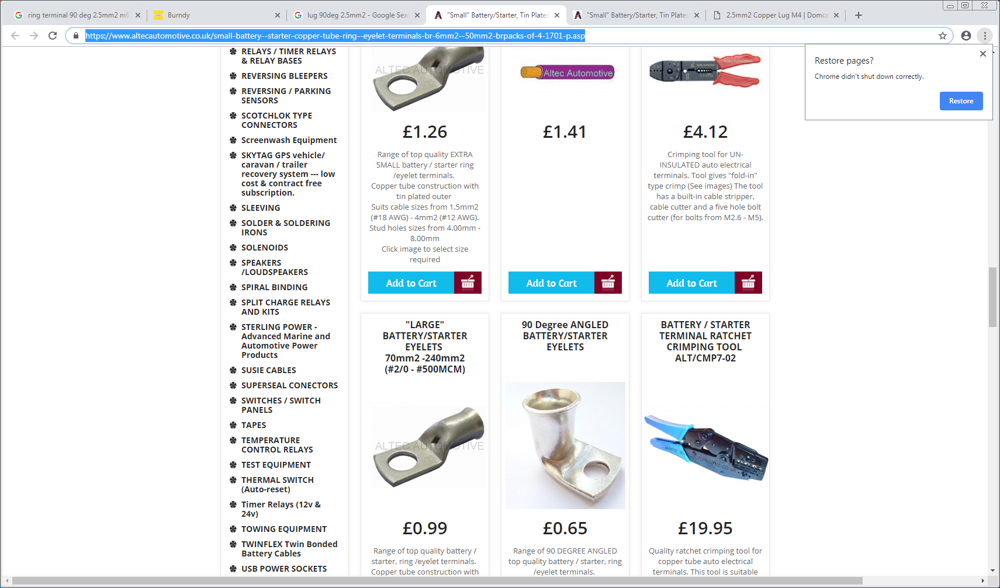 ring terminal 90 deg 2.5mm2 m6
Burndy
lug 90deg 2.5mm2 - Google Sear
"Small" Battery/Starter, Tin Plated
"Small" Battery/Starter, Tin Plated
2.5mm2 Copper Lug M4 | Domca
https://www.altecautomotive.co.uk/small-battery--starter-copper-tube-ring--eyelet-terminals-br-6mm2--50mm2-brpacks-of-4-1701-p.asp
Restore pages?
Chrome didn't shut down correctly.
Restore
RELAYS / TIMER RELAYS
& RELAY BASES
REVERSING BLEEPERS
REVERSING / PARKING
SENSORS
SCOTCHLOK TYPE
CONNECTORS
Screenwash Equipment
SKYTAG GPS vehicle/
caravan / trailer
recovery system --- low
cost & contract free
subscription.
SLEEVING
SOLDER & SOLDERING
IRONS
SOLENOIDS
SPEAKERS
/LOUDSPEAKERS
SPIRAL BINDING
SPLIT CHARGE RELAYS
AND KITS
STERLING POWER -
Advanced Marine and
Automotive Power
Products
SUSIE CABLES
SUPERSEAL CONECTORS
SWITCHES / SWITCH
PANELS
TAPES
TEMPERATURE
CONTROL RELAYS
TEST EQUIPMENT
THERMAL SWITCH
(Auto-reset)
Timer Relays (12v &
24v)
TOWING EQUIPMENT
TWINFLEX Twin Bonded
Battery Cables
USB POWER SOCKETS
ALTEC AUTOMOTIVE
£1.26
Range of top quality EXTRA
SMALL battery / starter ring
/eyelet terminals.
Copper tube construction with
tin plated outer
Suits cable sizes from 1.5mm2
(#18 AWG) - 4mm2 (#12 AWG).
Stud holes sizes from 4.00mm -
8.00mm
Click image to select size
required
Add to Cart
Altec Automotive
£1.41
Add to Cart
Altec Automotive
£4.12
Crimping tool for UN-
INSULATED auto electrical
terminals. Tool gives "fold-in"
type crimp (See images) The tool
has a built-in cable stripper,
cable cutter and a five hole bolt
cutter (for bolts from M2.6 - M5).
Add to Cart
"LARGE"
BATTERY/STARTER
EYELETS
70mm2 -240mm2
(#2/0 - #500MCM)
ALTEC AUTOMOTIVE
£0.99
Range of top quality battery /
starter, ring /eyelet terminals.
Copper tube construction with
90 Degree ANGLED
BATTERY/STARTER
EYELETS
£0.65
Range of 90 DEGREE ANGLED
top quality battery / starter, ring
/eyelet terminals.
BATTERY / STARTER
TERMINAL RATCHET
CRIMPING TOOL
ALT/CMP7-02
www.altecautomotive.co.uk
£19.95
Quality ratchet crimping tool for
copper tube auto electrical
terminals. This tool is suitable